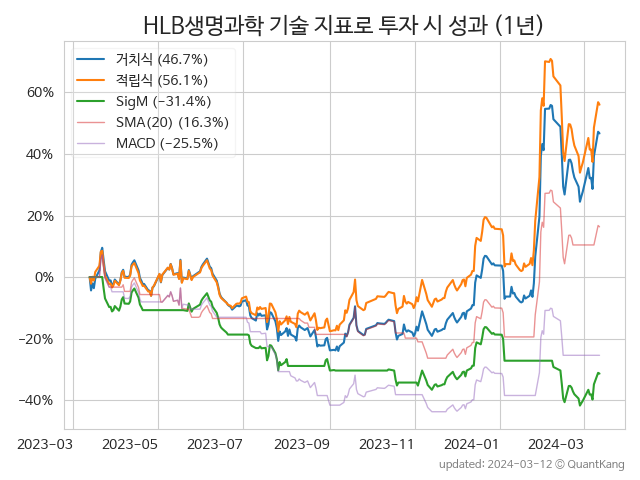 HLB생명과학 기술 지표로 투자 시 성과 (1년)
거치식 (46.7%)
적립식 (56.1%)
SigM (−31.4%)
SMA(20) (16.3%)
MACD (−25.5%)
60%
40%
20%
0%
−20%
−40%
2023−03 2023−05 2023−07 2023−09 2023−11 2024−01 2024−03
updated: 2024−03−12 ⓒ QuantKang